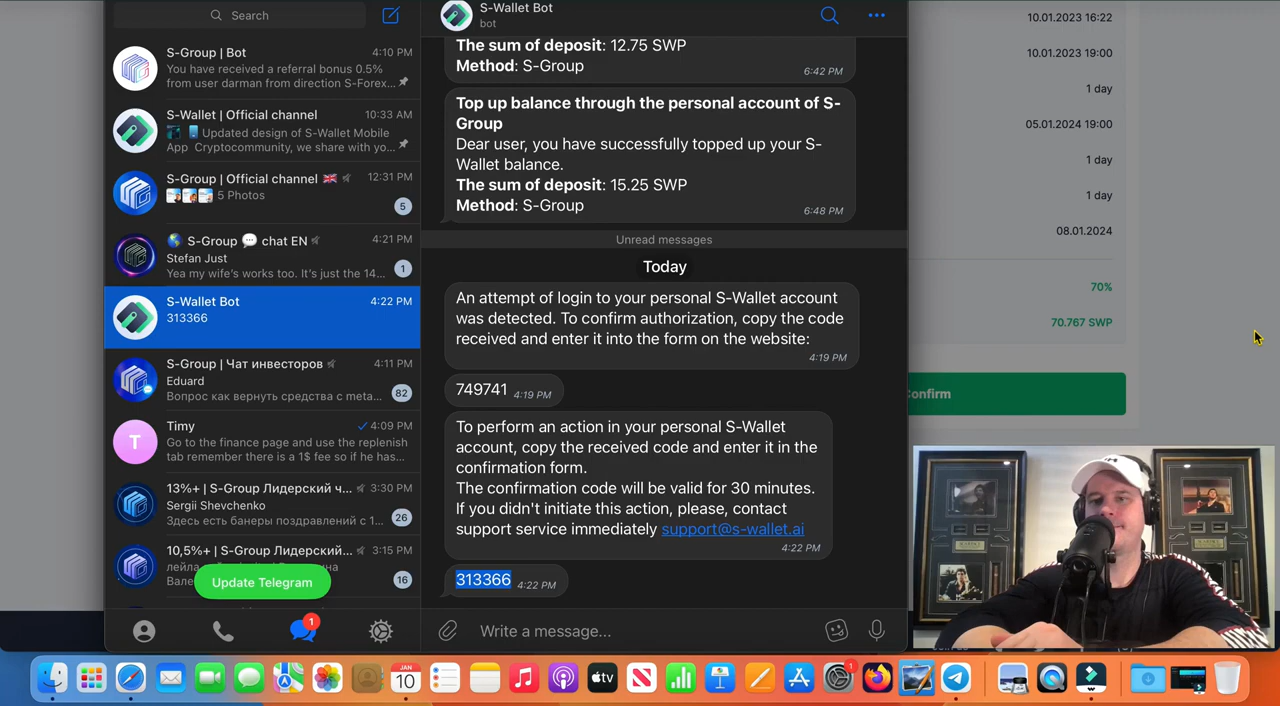 Search
S-Group | Bot
4:10 PM
You have received a referral bonus 0.5%
from user darman from direction S-Forex...
S-Wallet | Official channel
10:33 AM
Updated design of S-Wallet Mobile
App Cryptocommunity, we share with yo...
S-Group | Official channel 🇬🇧
12:31 PM
5 Photos
5
🌎 S-Group 💬 chat EN
4:21 PM
Stefan Just
Yea my wife's works too. It's just the 14...
1
S-Wallet Bot
4:22 PM
313366
S-Group | Чат инвесторов
4:11 PM
Eduard
Вопрос как вернуть средства с meta...
82
Timy
4:09 PM
T
Go to the finance page and use the replenish
tab remember there is a 1$ fee so if he has...
13%+ | S-Group Лидерский ч...
3:30 PM
Sergii Shevchenko
Здесь есть банеры поздравлений с 1...
26
10,5%+ | S-Group Лидерский...
3:15 PM
16
Update Telegram
1
S-Wallet Bot
bot
The sum of deposit: 12.75 SWP
Method: S-Group
6:42 PM
Top up balance through the personal account of S-
Group
Dear user, you have successfully topped up your S-
Wallet balance.
The sum of deposit: 15.25 SWP
Method: S-Group
6:48 PM
Unread messages
Today
An attempt of login to your personal S-Wallet account
was detected. To confirm authorization, copy the code
received and enter it into the form on the website:
4:19 PM
749741 4:19 PM
To perform an action in your personal S-Wallet
account, copy the received code and enter it in the
confirmation form.
The confirmation code will be valid for 30 minutes.
If you didn't initiate this action, please, contact
support service immediately support@s-wallet.ai
4:22 PM
313366 4:22 PM
Write a message...
10.01.2023 16:22
10.01.2023 19:00
1 day
05.01.2024 19:00
1 day
1 day
08.01.2024
70%
70.767 SWP
onfirm
JAN
10
tv
1